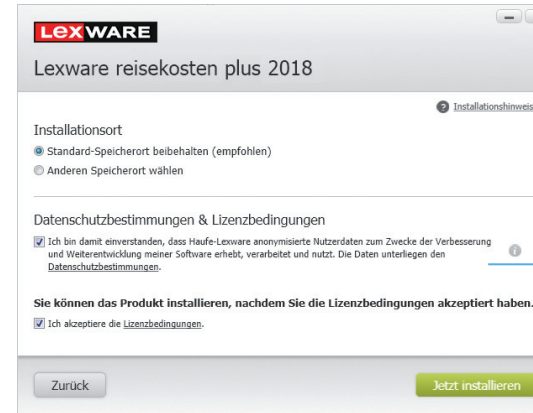 LEXWARE
Lexware reisekosten plus 2018
Installationshinweis
Installationsort
Standard-Speicherort beibehalten (empfohlen)
Anderen Speicherort wählen
Datenschutzbestimmungen & Lizenzbedingungen
Ich bin damit einverstanden, dass Haufe-Lexware anonymisierte Nutzerdaten zum Zwecke der Verbesserung
und Weiterentwicklung meiner Software erhebt, verarbeitet und nutzt. Die Daten unterliegen den
Datenschutzbestimmungen.
Sie können das Produkt installieren, nachdem Sie die Lizenzbedingungen akzeptiert haben.
Ich akzeptiere die Lizenzbedingungen.
Zurück
Jetzt installieren